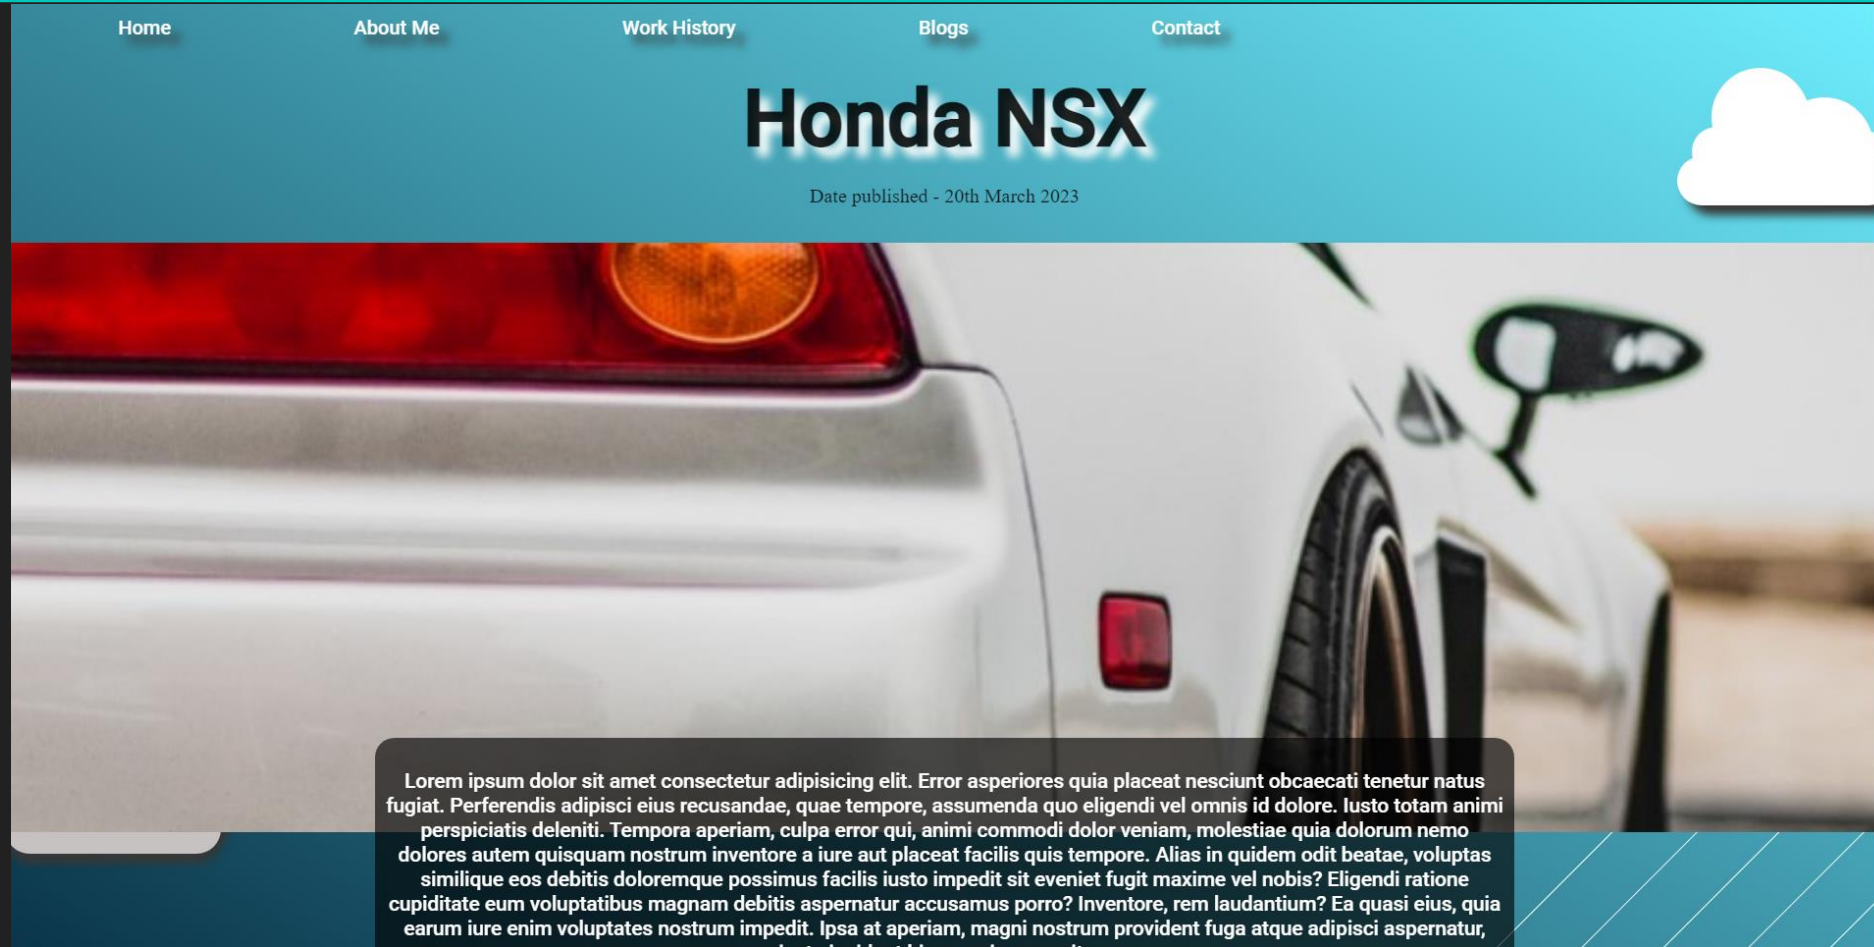 Home About Me Work History Blogs Contact
Honda NSX
Date published - 20th March 2023
Lorem ipsum dolor sit amet consectetur adipisicing elit. Error asperiores quia placeat nesciunt obcaecati tenetur natus
fugiat. Perferendis adipisci eius recusandae, quae tempore, assumenda quo eligendi vel omnis id dolore. Iusto totam animi
perspiciatis deleniti. Tempora aperiam, culpa error qui, animi commodi dolor veniam, molestiae quia dolorum nemo
dolores autem quisquam nostrum inventore a iure aut placeat facilis quis tempore. Alias in quidem odit beatae, voluptas
similique eos debitis doloremque possimus facilis iusto impedit sit eveniet fugit maxime vel nobis? Eligendi ratione
cupiditate eum voluptatibus magnam debitis aspernatur accusamus porro? Inventore, rem laudantium? Ea quasi eius, quia
earum iure enim voluptates nostrum impedit. Ipsa at aperiam, magni nostrum provident fuga atque adipisci aspernatur,